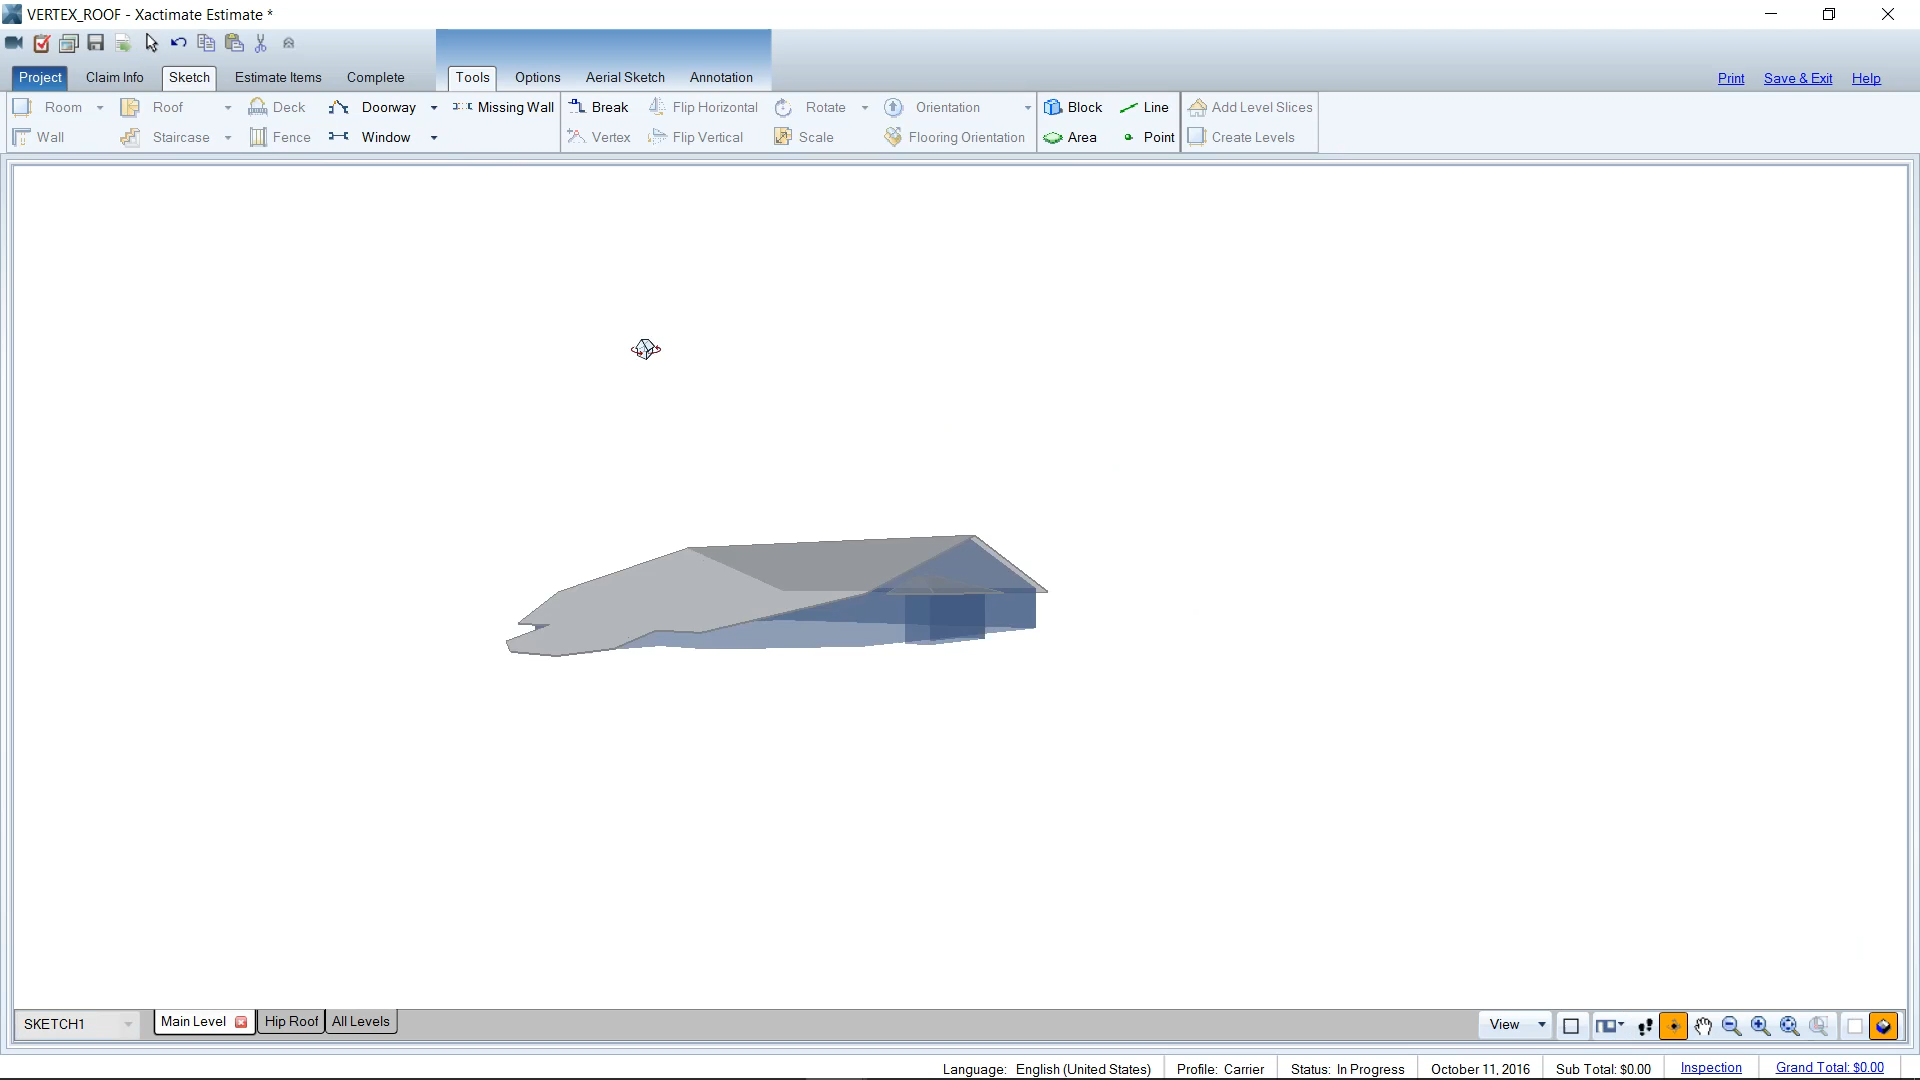 VERTEX_ROOF - Xactimate Estimate *
Project Claim Info Sketch Estimate Items Complete Tools Options Aerial Sketch Annotation Print Save & Exit Help
Room Roof Deck Doorway Missing Wall Break Flip Horizontal Rotate Orientation Block Line Add Level Slices
Wall Staircase Fence Window Vertex Flip Vertical Scale Flooring Orientation Area Point Create Levels
SKETCH1 Main Level Hip Roof All Levels View
Language: English (United States) Profile: Carrier Status: In Progress October 11, 2016 Sub Total: $0.00 Inspection Grand Total: $0.00